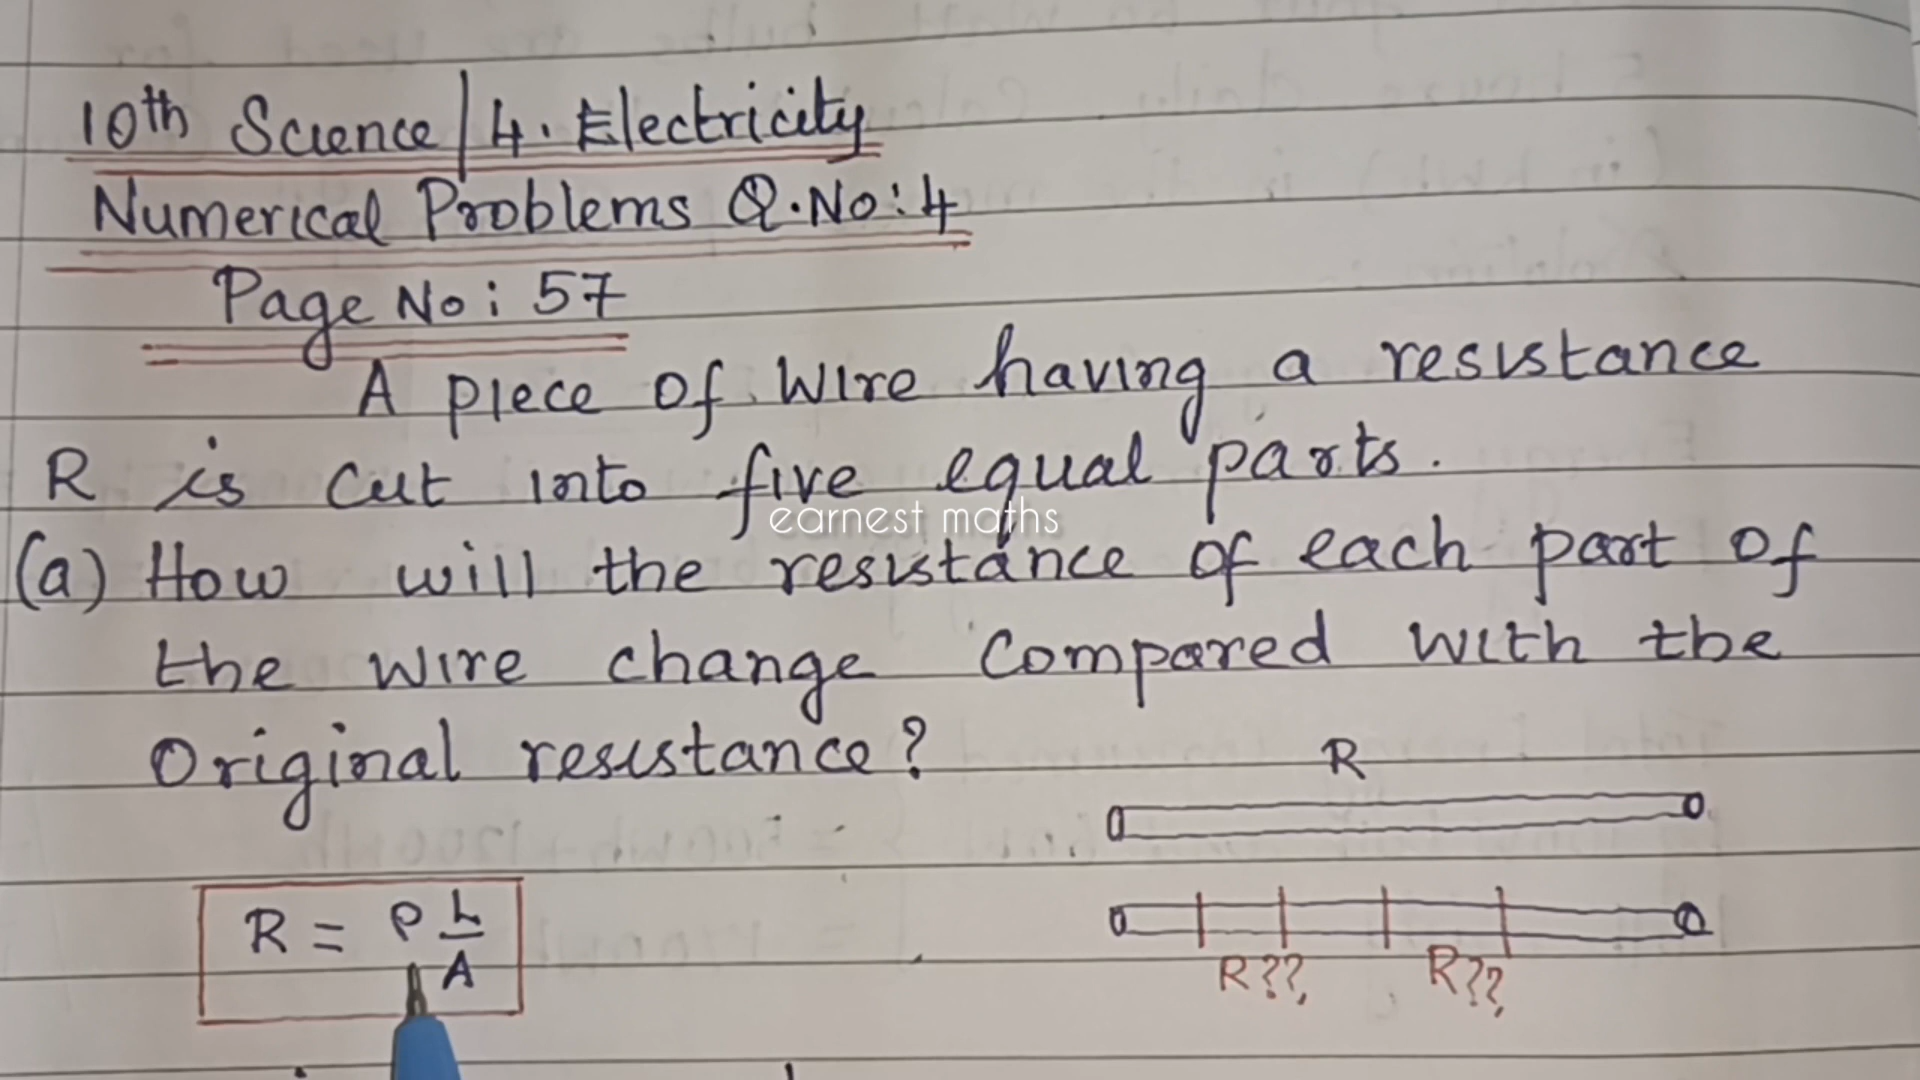 10th Science | 4. Electricity
Numerical Problems Q.No: 4
Page No: 57
A piece of wire having a resistance
R is cut into five equal parts.
earnest maths
(a) How will the resistance of each part of
the wire change compared with the
Original resistance?
R
R = ρ L/A
R??, R??,